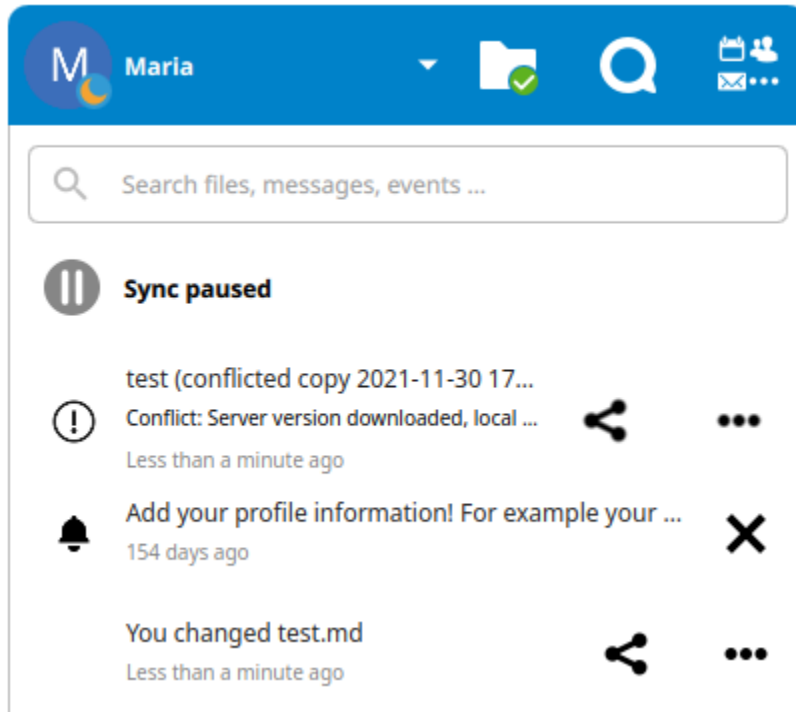 M
Maria
Search files, messages, events ...
Sync paused
test (conflicted copy 2021-11-30 17...
Conflict: Server version downloaded, local ...
Less than a minute ago
Add your profile information! For example your ...
154 days ago
You changed test.md
Less than a minute ago